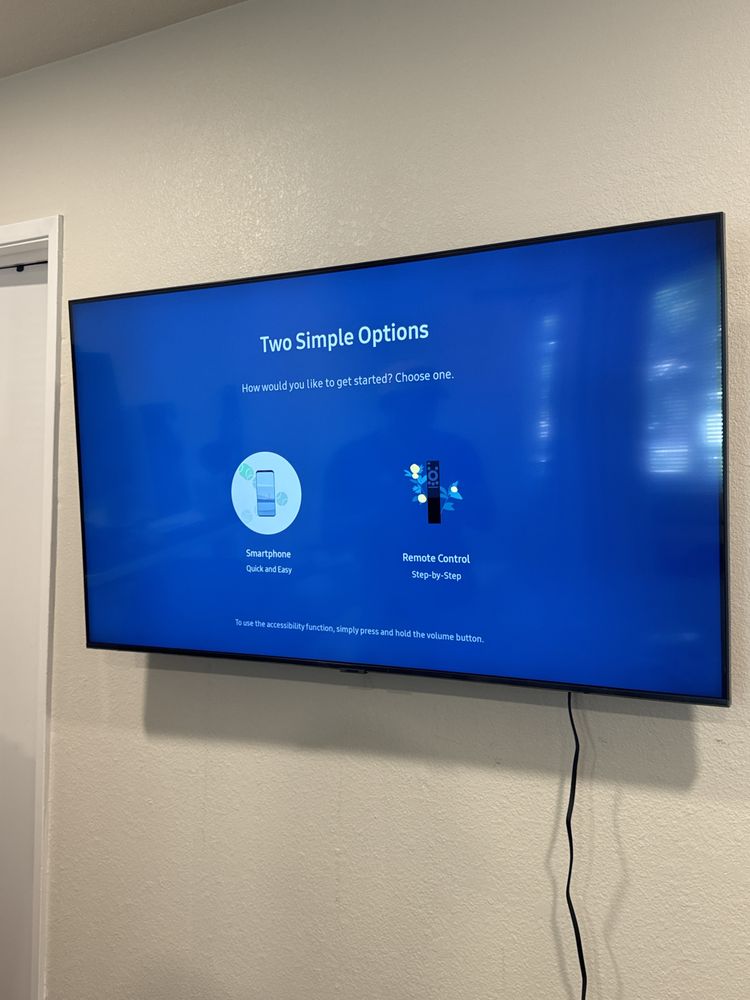 Two Simple Options
How would you like to get started? Choose one.
Smartphone
Quick and Easy
Remote Control
Step-by-Step
To use the accessibility function, simply press and hold the volume button.